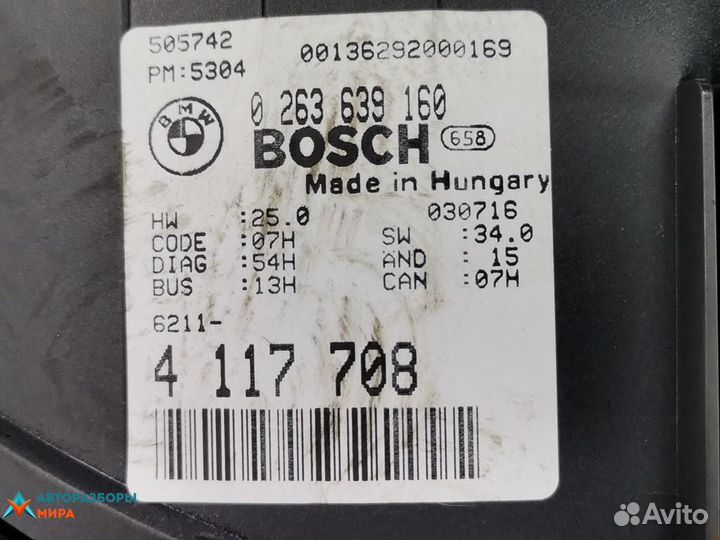 505742 00136292000169
PM:5304
0 263 639 160
BMW
BOSCH 658
Made in Hungary
HW :25.0 030716
CODE :07H SW :34.0
DIAG :54H AND : 15
BUS :13H CAN :07H
6211-
4 117 708
АВТОРАЗБОРЫ
МИРА
Avito